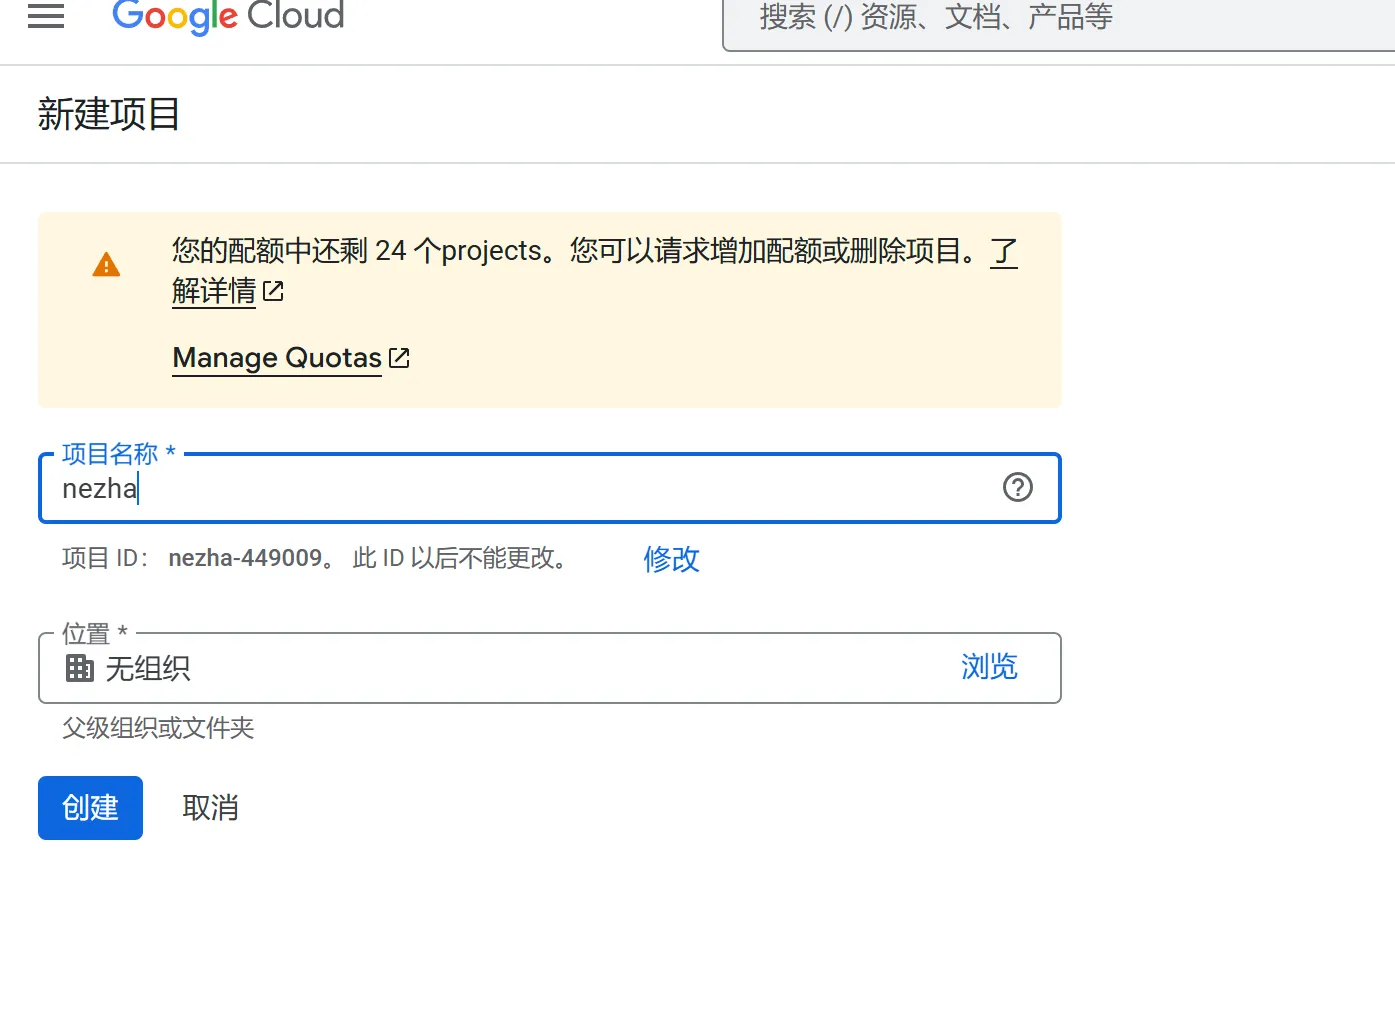 Google Cloud
搜索 (/) 资源、文档、产品等
新建项目
您的配额中还剩 24 个projects。您可以请求增加配额或删除项目。了
解详情
Manage Quotas
项目名称 *
nezha
项目 ID： nezha-449009。 此 ID 以后不能更改。 修改
位置 *
无组织 浏览
父级组织或文件夹
创建 取消